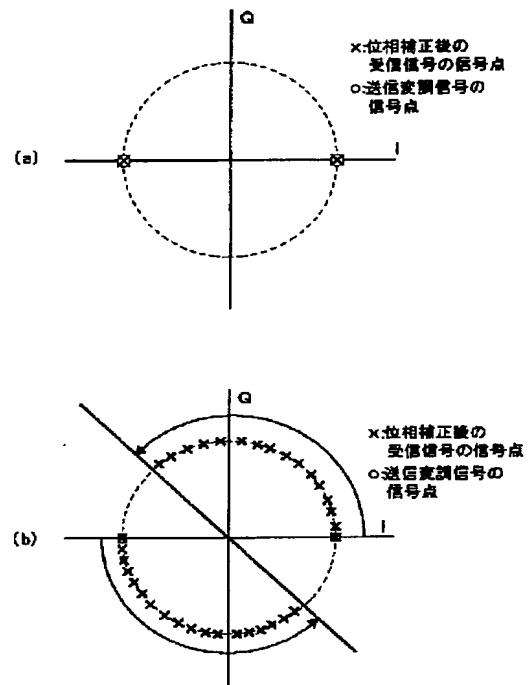 Q
×:位相補正後の
受信信号の信号点
○:送信変調信号の
信号点
(a)
I
Q
×:位相補正後の
受信信号の信号点
○:送信変調信号の
信号点
I
(b)